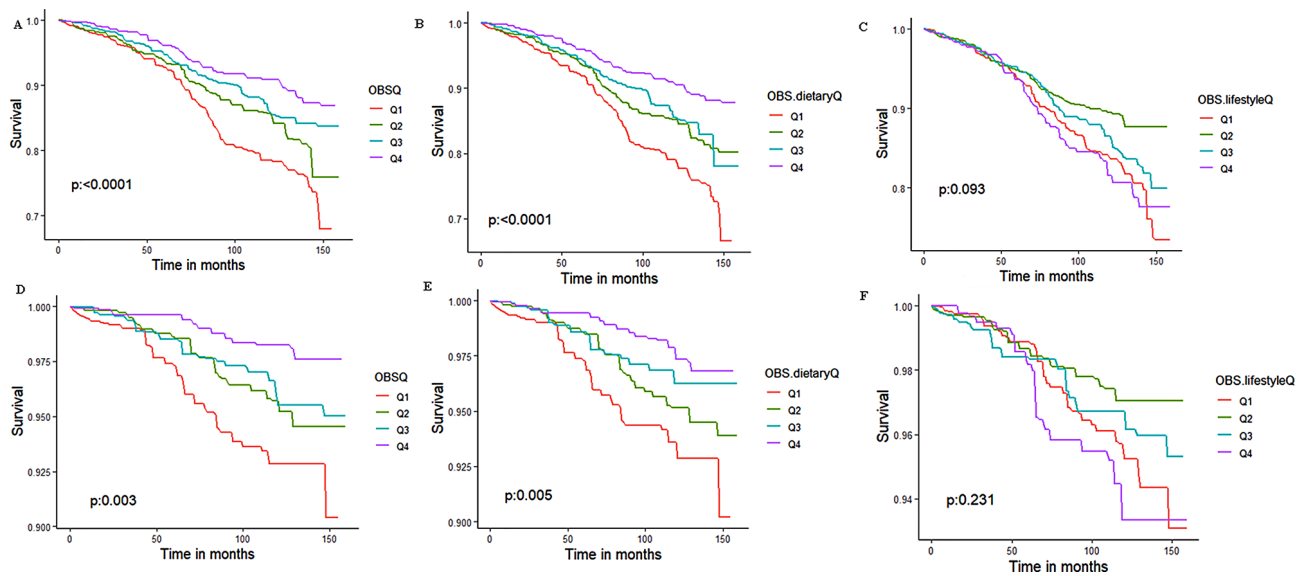 A
1.0
0.9
0.8
0.7
Survival
0 50 100 150
Time in months
p:<0.0001
OBSQ
Q1
Q2
Q3
Q4
B
1.0
0.9
0.8
0.7
Survival
0 50 100 150
Time in months
p:<0.0001
OBS.dietaryQ
Q1
Q2
Q3
Q4
C
1.0
0.9
0.8
Survival
0 50 100 150
Time in months
p:0.093
OBS.lifestyleQ
Q1
Q2
Q3
Q4
D
1.000
0.975
0.950
0.925
0.900
Survival
0 50 100 150
Time in months
p:0.003
OBSQ
Q1
Q2
Q3
Q4
E
1.000
0.975
0.950
0.925
0.900
Survival
0 50 100 150
Time in months
p:0.005
OBS.dietaryQ
Q1
Q2
Q3
Q4
F
1.00
0.98
0.96
0.94
Survival
0 50 100 150
Time in months
p:0.231
OBS.lifestyleQ
Q1
Q2
Q3
Q4